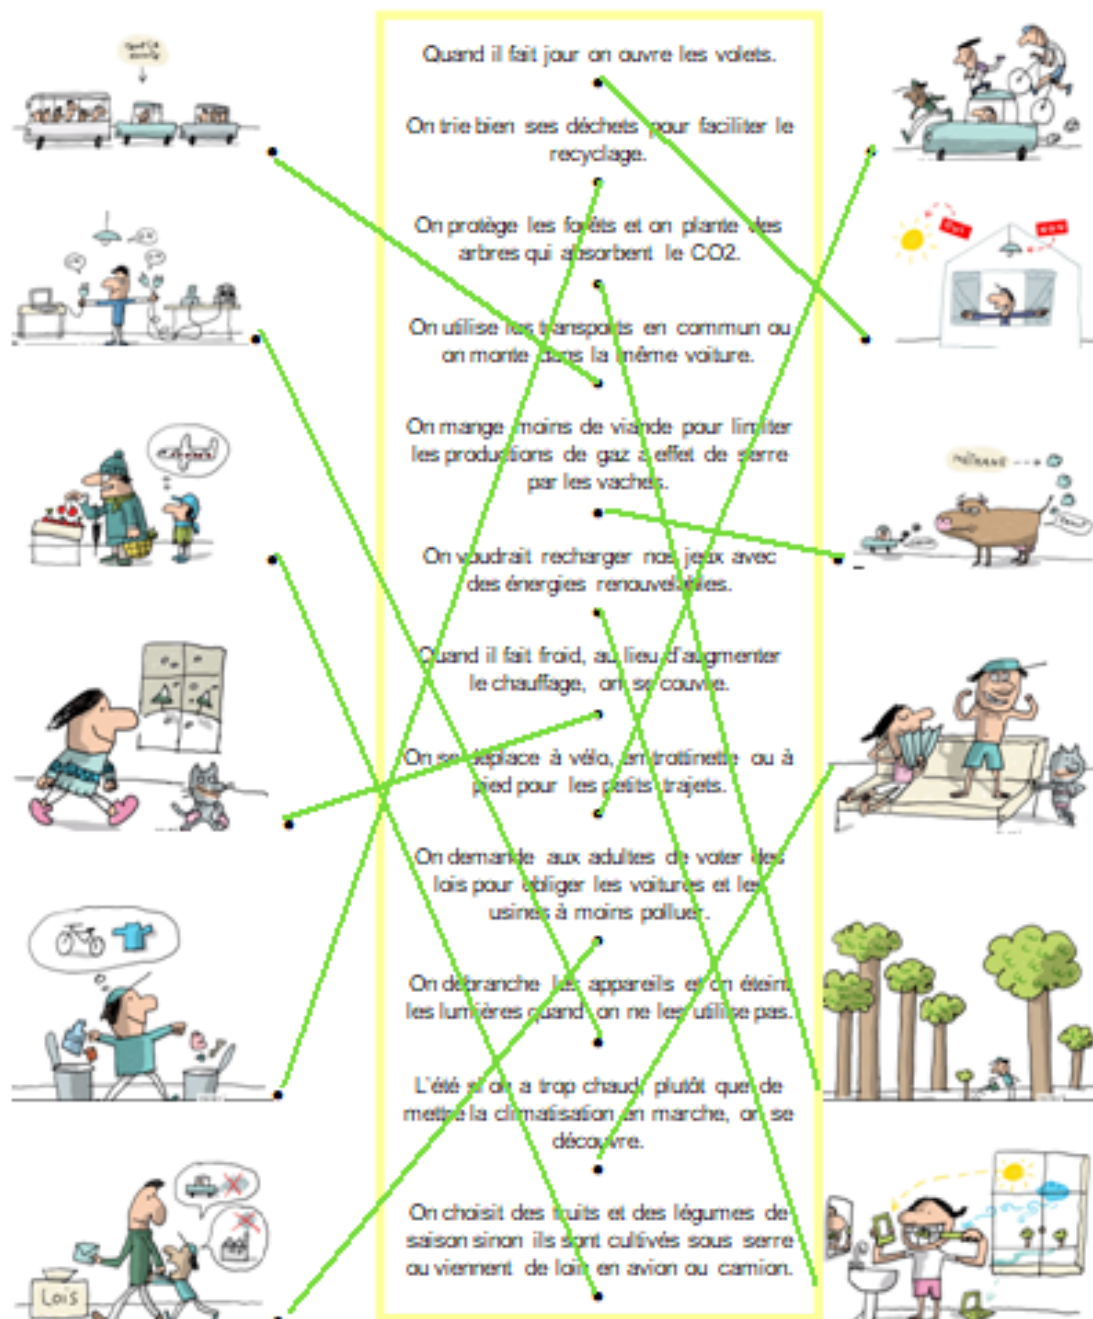 Quand il fait jour on ouvre les volets.
On trie bien ses déchets pour faciliter le
recyclage.
On protège les forêts et on plante des
arbres qui absorbent le CO2.
On utilise les transports en commun ou
on monte dans la même voiture.
On mange moins de viande pour limiter
les productions de gaz à effet de serre
par les vaches.
On voudrait recharger nos jeux avec
des énergies renouvelables.
Quand il fait froid, au lieu d'augmenter
le chauffage, on se couvre.
On se déplace à vélo, en trottinette ou à
pied pour les petits trajets.
On demande aux adultes de voter des
lois pour obliger les voitures et les
usines à moins polluer.
On débranche les appareils et on éteint
les lumières quand on ne les utilise pas.
L'été si on a trop chaud, plutôt que de
mettre la climatisation en marche, on se
découvre.
On choisit des fruits et des légumes de
saison sinon ils sont cultivés sous serre
ou viennent de loin en avion ou camion.
OUI
NON
MÉTHANE
LOIS